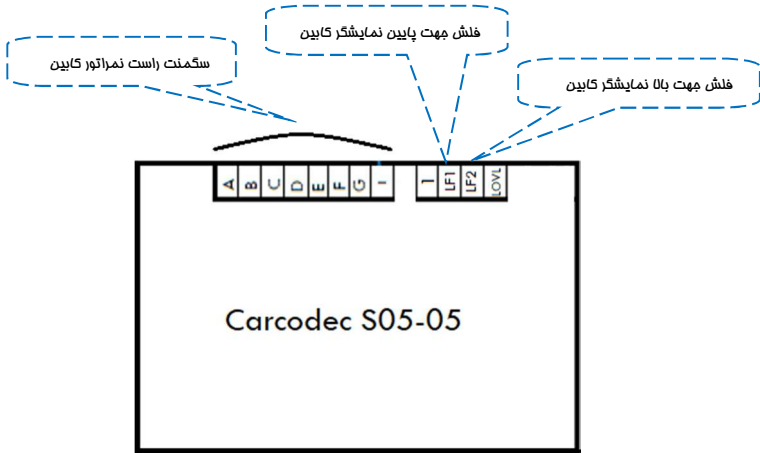 فلش جهت پایین نمایشگر کابین
سگمنت راست نمراتور کابین
فلش جهت بالا نمایشگر کابین
A B C D E F G - 1 LF1 LF2 LOVL
Carcodec S05-05